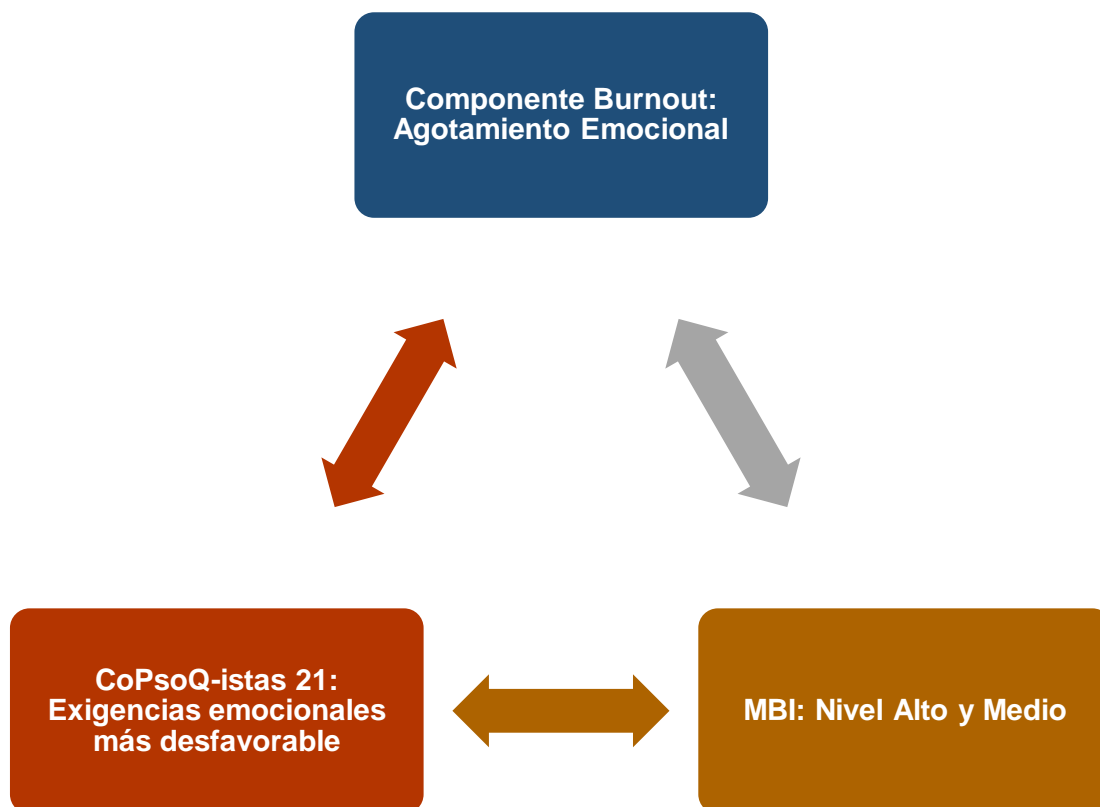 Componente Burnout:
Agotamiento Emocional
CoPsoQ-istas 21:
Exigencias emocionales
más desfavorable
MBI: Nivel Alto y Medio